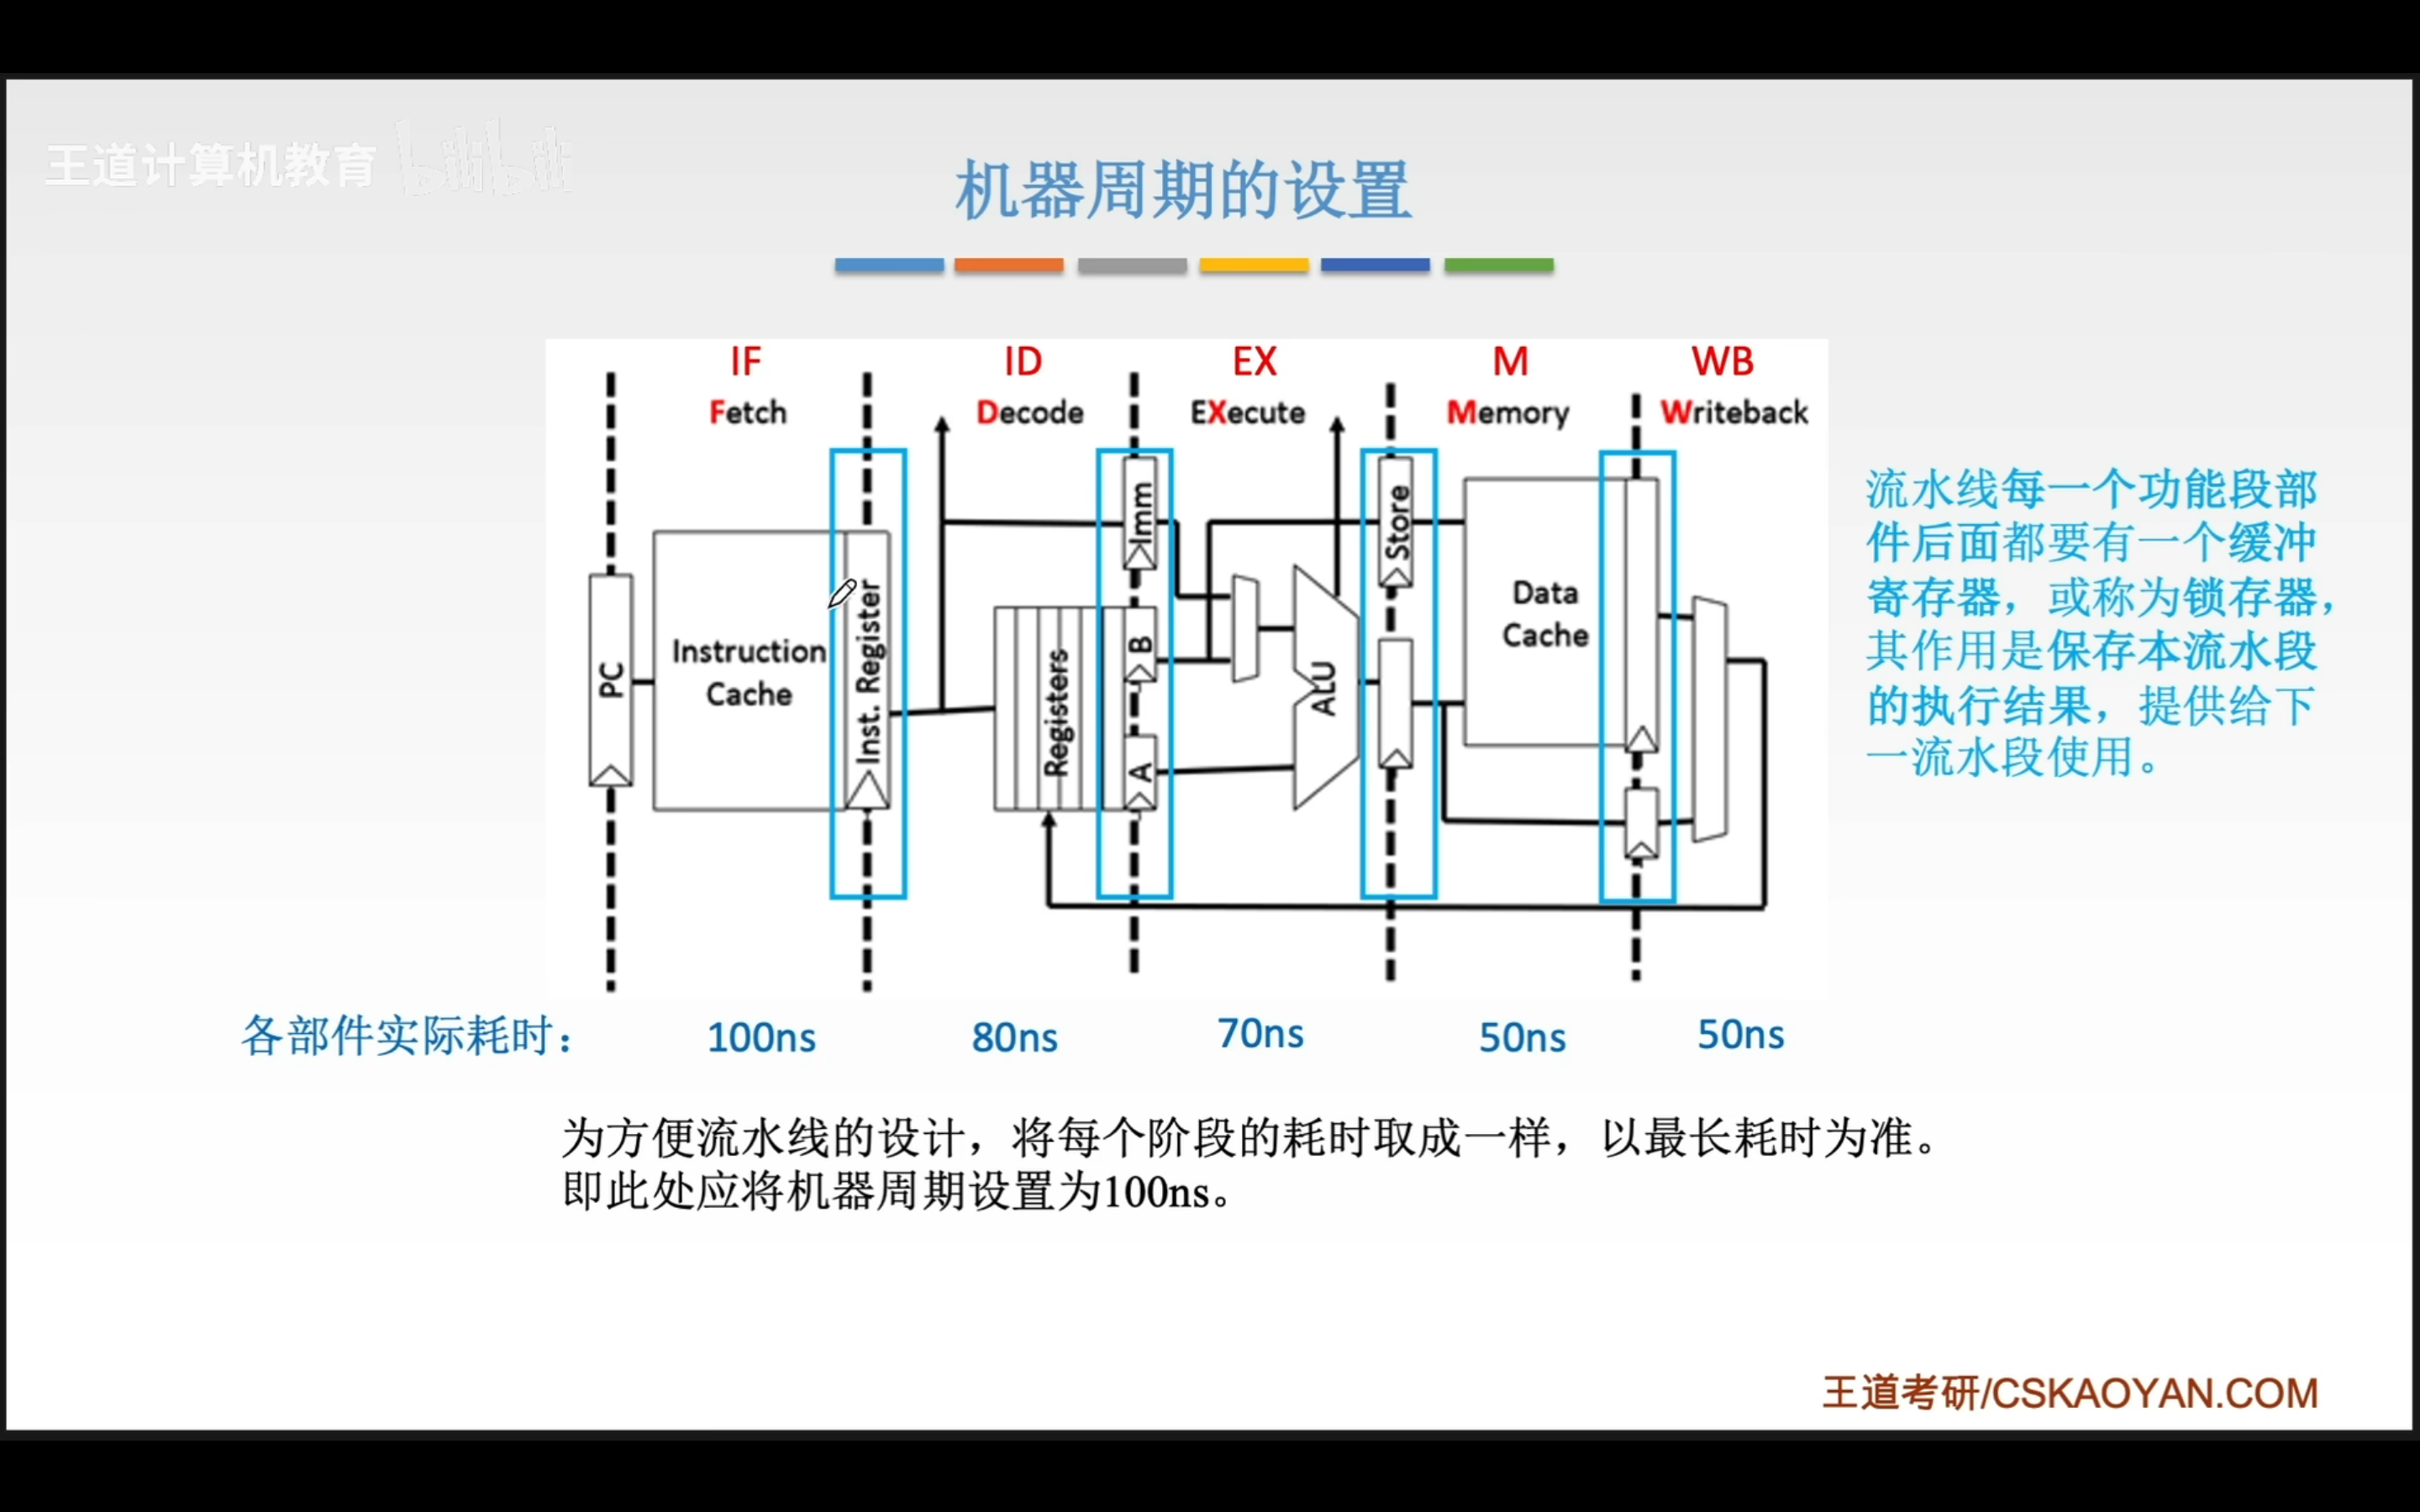 王道计算机教育 bilibili
机器周期的设置
IF
ID
EX
M
WB
Fetch
Decode
EXecute
Memory
Writeback
PC
Instruction
Cache
Inst. Register
Registers
Imm
B
A
ALU
Store
Data
Cache
流水线每一个功能段部
件后面都要有一个缓冲
寄存器，或称为锁存器，
其作用是保存本流水段
的执行结果，提供给下
一流水段使用。
各部件实际耗时： 100ns 80ns 70ns 50ns 50ns
为方便流水线的设计，将每个阶段的耗时取成一样，以最长耗时为准。
即此处应将机器周期设置为100ns。
王道考研/CSKAOYAN.COM